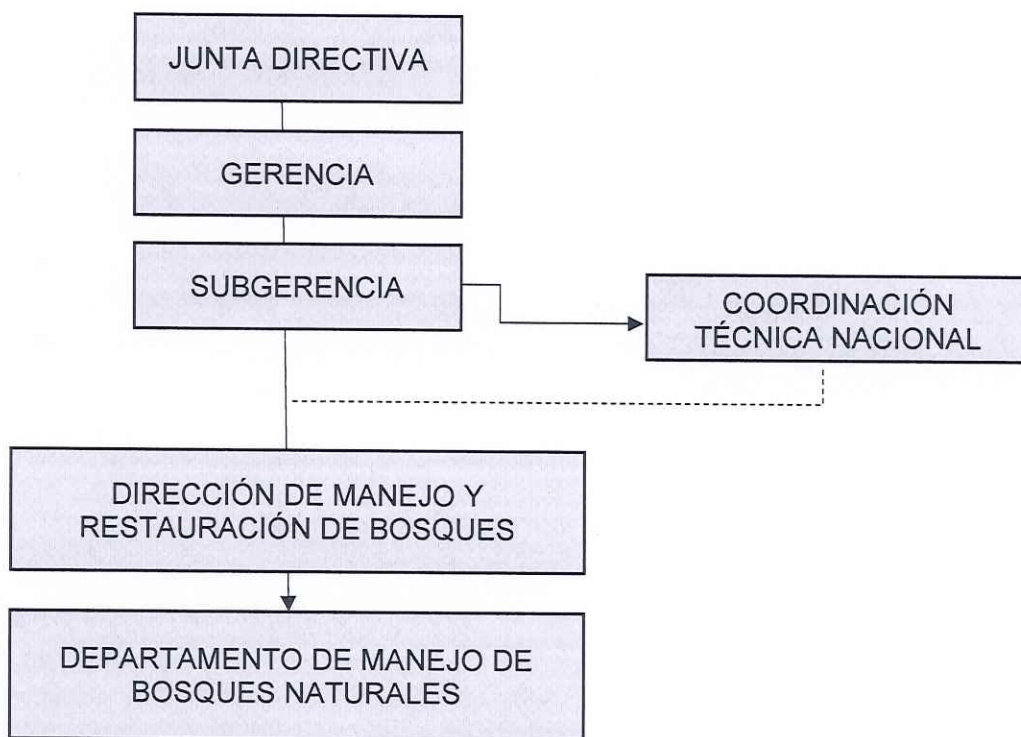 JUNTA DIRECTIVA
GERENCIA
SUBGERENCIA
COORDINACIÓN
TÉCNICA NACIONAL
DIRECCIÓN DE MANEJO Y
RESTAURACIÓN DE BOSQUES
DEPARTAMENTO DE MANEJO DE
BOSQUES NATURALES